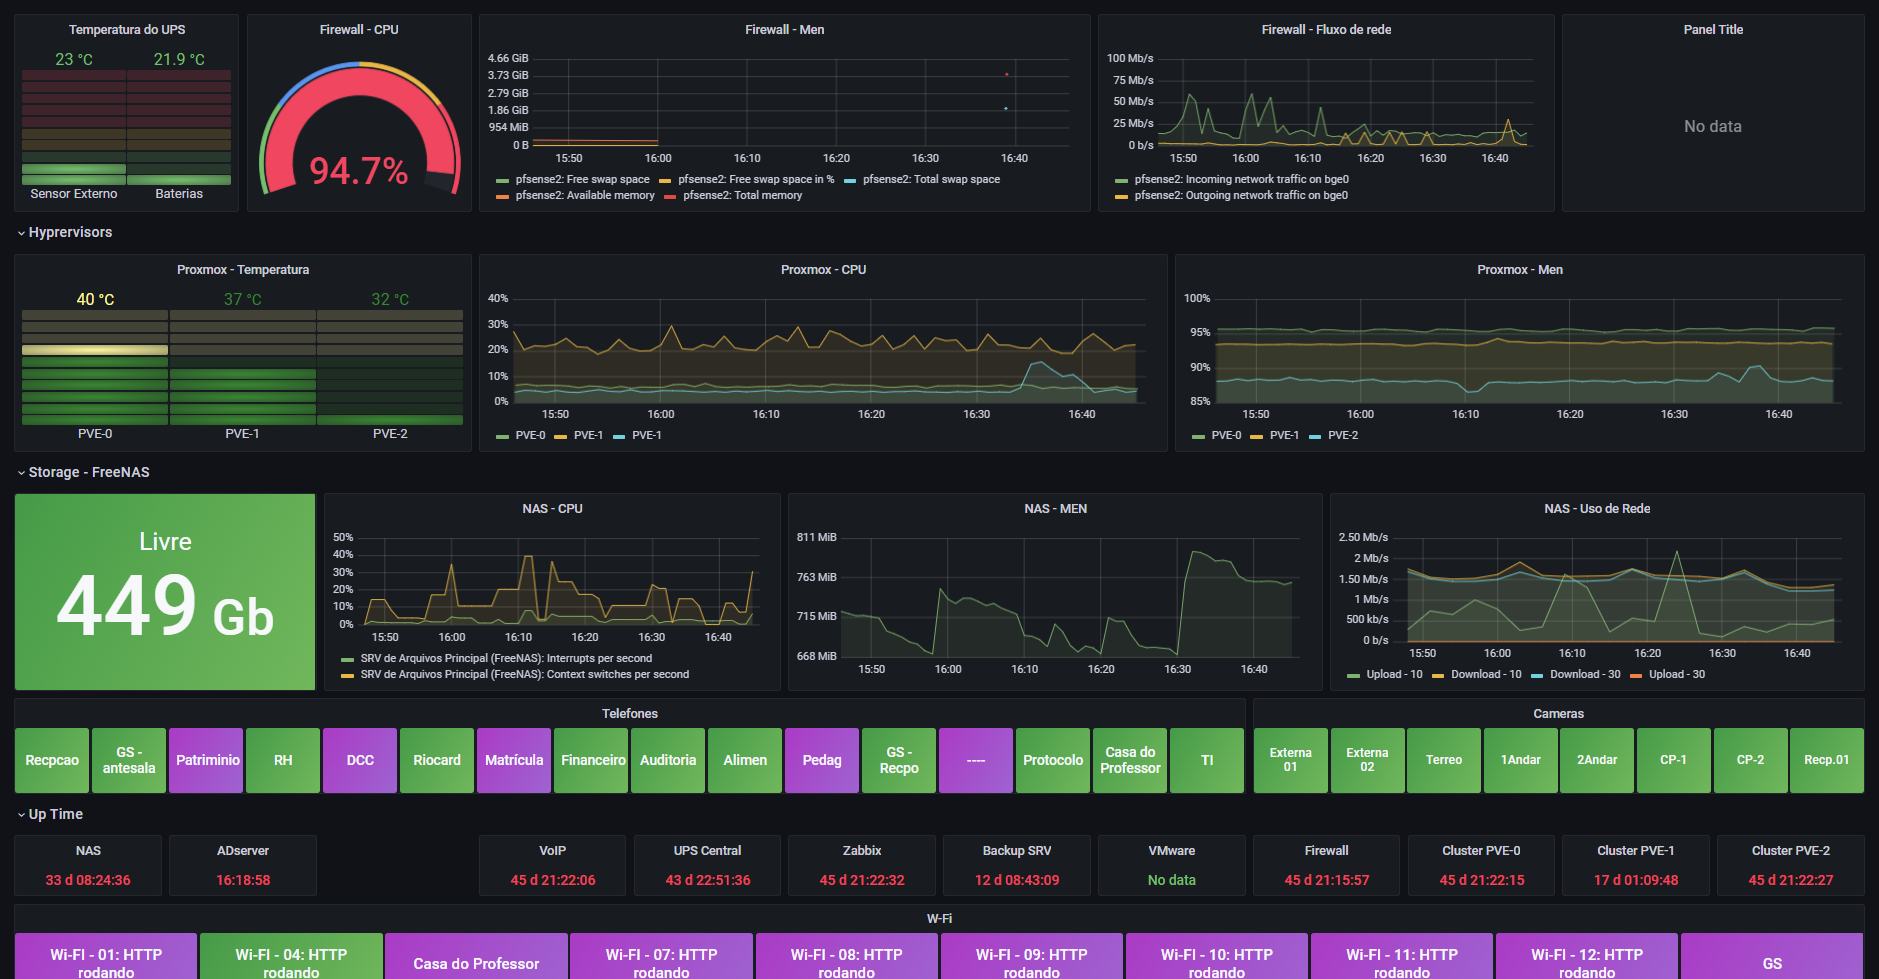 Temperatura do UPS
23 °C
21.9 °C
Sensor Externo
Baterias
Firewall - CPU
94.7%
Firewall - Men
4.66 GiB
3.73 GiB
2.79 GiB
1.86 GiB
954 MiB
0 B
15:50
16:00
16:10
16:20
16:30
16:40
pfsense2: Free swap space
pfsense2: Free swap space in %
pfsense2: Total swap space
pfsense2: Available memory
pfsense2: Total memory
Firewall - Fluxo de rede
100 Mb/s
75 Mb/s
50 Mb/s
25 Mb/s
0 b/s
15:50
16:00
16:10
16:20
16:30
16:40
pfsense2: Incoming network traffic on bge0
pfsense2: Outgoing network traffic on bge0
Panel Title
No data
Hyprervisors
Proxmox - Temperatura
40 °C
37 °C
32 °C
PVE-0
PVE-1
PVE-2
Proxmox - CPU
40%
30%
20%
10%
0%
15:50
16:00
16:10
16:20
16:30
16:40
PVE-0
PVE-1
PVE-1
Proxmox - Men
100%
95%
90%
85%
15:50
16:00
16:10
16:20
16:30
16:40
PVE-0
PVE-1
PVE-2
Storage - FreeNAS
Livre
449 Gb
NAS - CPU
50%
40%
30%
20%
10%
0%
15:50
16:00
16:10
16:20
16:30
16:40
SRV de Arquivos Principal (FreeNAS): Interrupts per second
SRV de Arquivos Principal (FreeNAS): Context switches per second
NAS - MEN
811 MiB
763 MiB
715 MiB
668 MiB
15:50
16:00
16:10
16:20
16:30
16:40
NAS - Uso de Rede
2.50 Mb/s
2 Mb/s
1.50 Mb/s
1 Mb/s
500 kb/s
0 b/s
15:50
16:00
16:10
16:20
16:30
16:40
Upload - 10
Download - 10
Download - 30
Upload - 30
Telefones
Recpcao
GS -
antesala
Patriminio
RH
DCC
Riocard
Matrícula
Financeiro
Auditoria
Alimen
Pedag
GS -
Recpo
----
Protocolo
Casa do
Professor
TI
Cameras
Externa
01
Externa
02
Terreo
1Andar
2Andar
CP-1
CP-2
Recp.01
Up Time
NAS
33 d 08:24:36
ADserver
16:18:58
VoIP
45 d 21:22:06
UPS Central
43 d 22:51:36
Zabbix
45 d 21:22:32
Backup SRV
12 d 08:43:09
VMware
No data
Firewall
45 d 21:15:57
Cluster PVE-0
45 d 21:22:15
Cluster PVE-1
17 d 01:09:48
Cluster PVE-2
45 d 21:22:27
W-Fi
Wi-FI - 01: HTTP
rodando
Wi-FI - 04: HTTP
rodando
Casa do Professor
Wi-FI - 07: HTTP
rodando
Wi-FI - 08: HTTP
rodando
Wi-FI - 09: HTTP
rodando
Wi-FI - 10: HTTP
rodando
Wi-FI - 11: HTTP
rodando
Wi-FI - 12: HTTP
rodando
GS